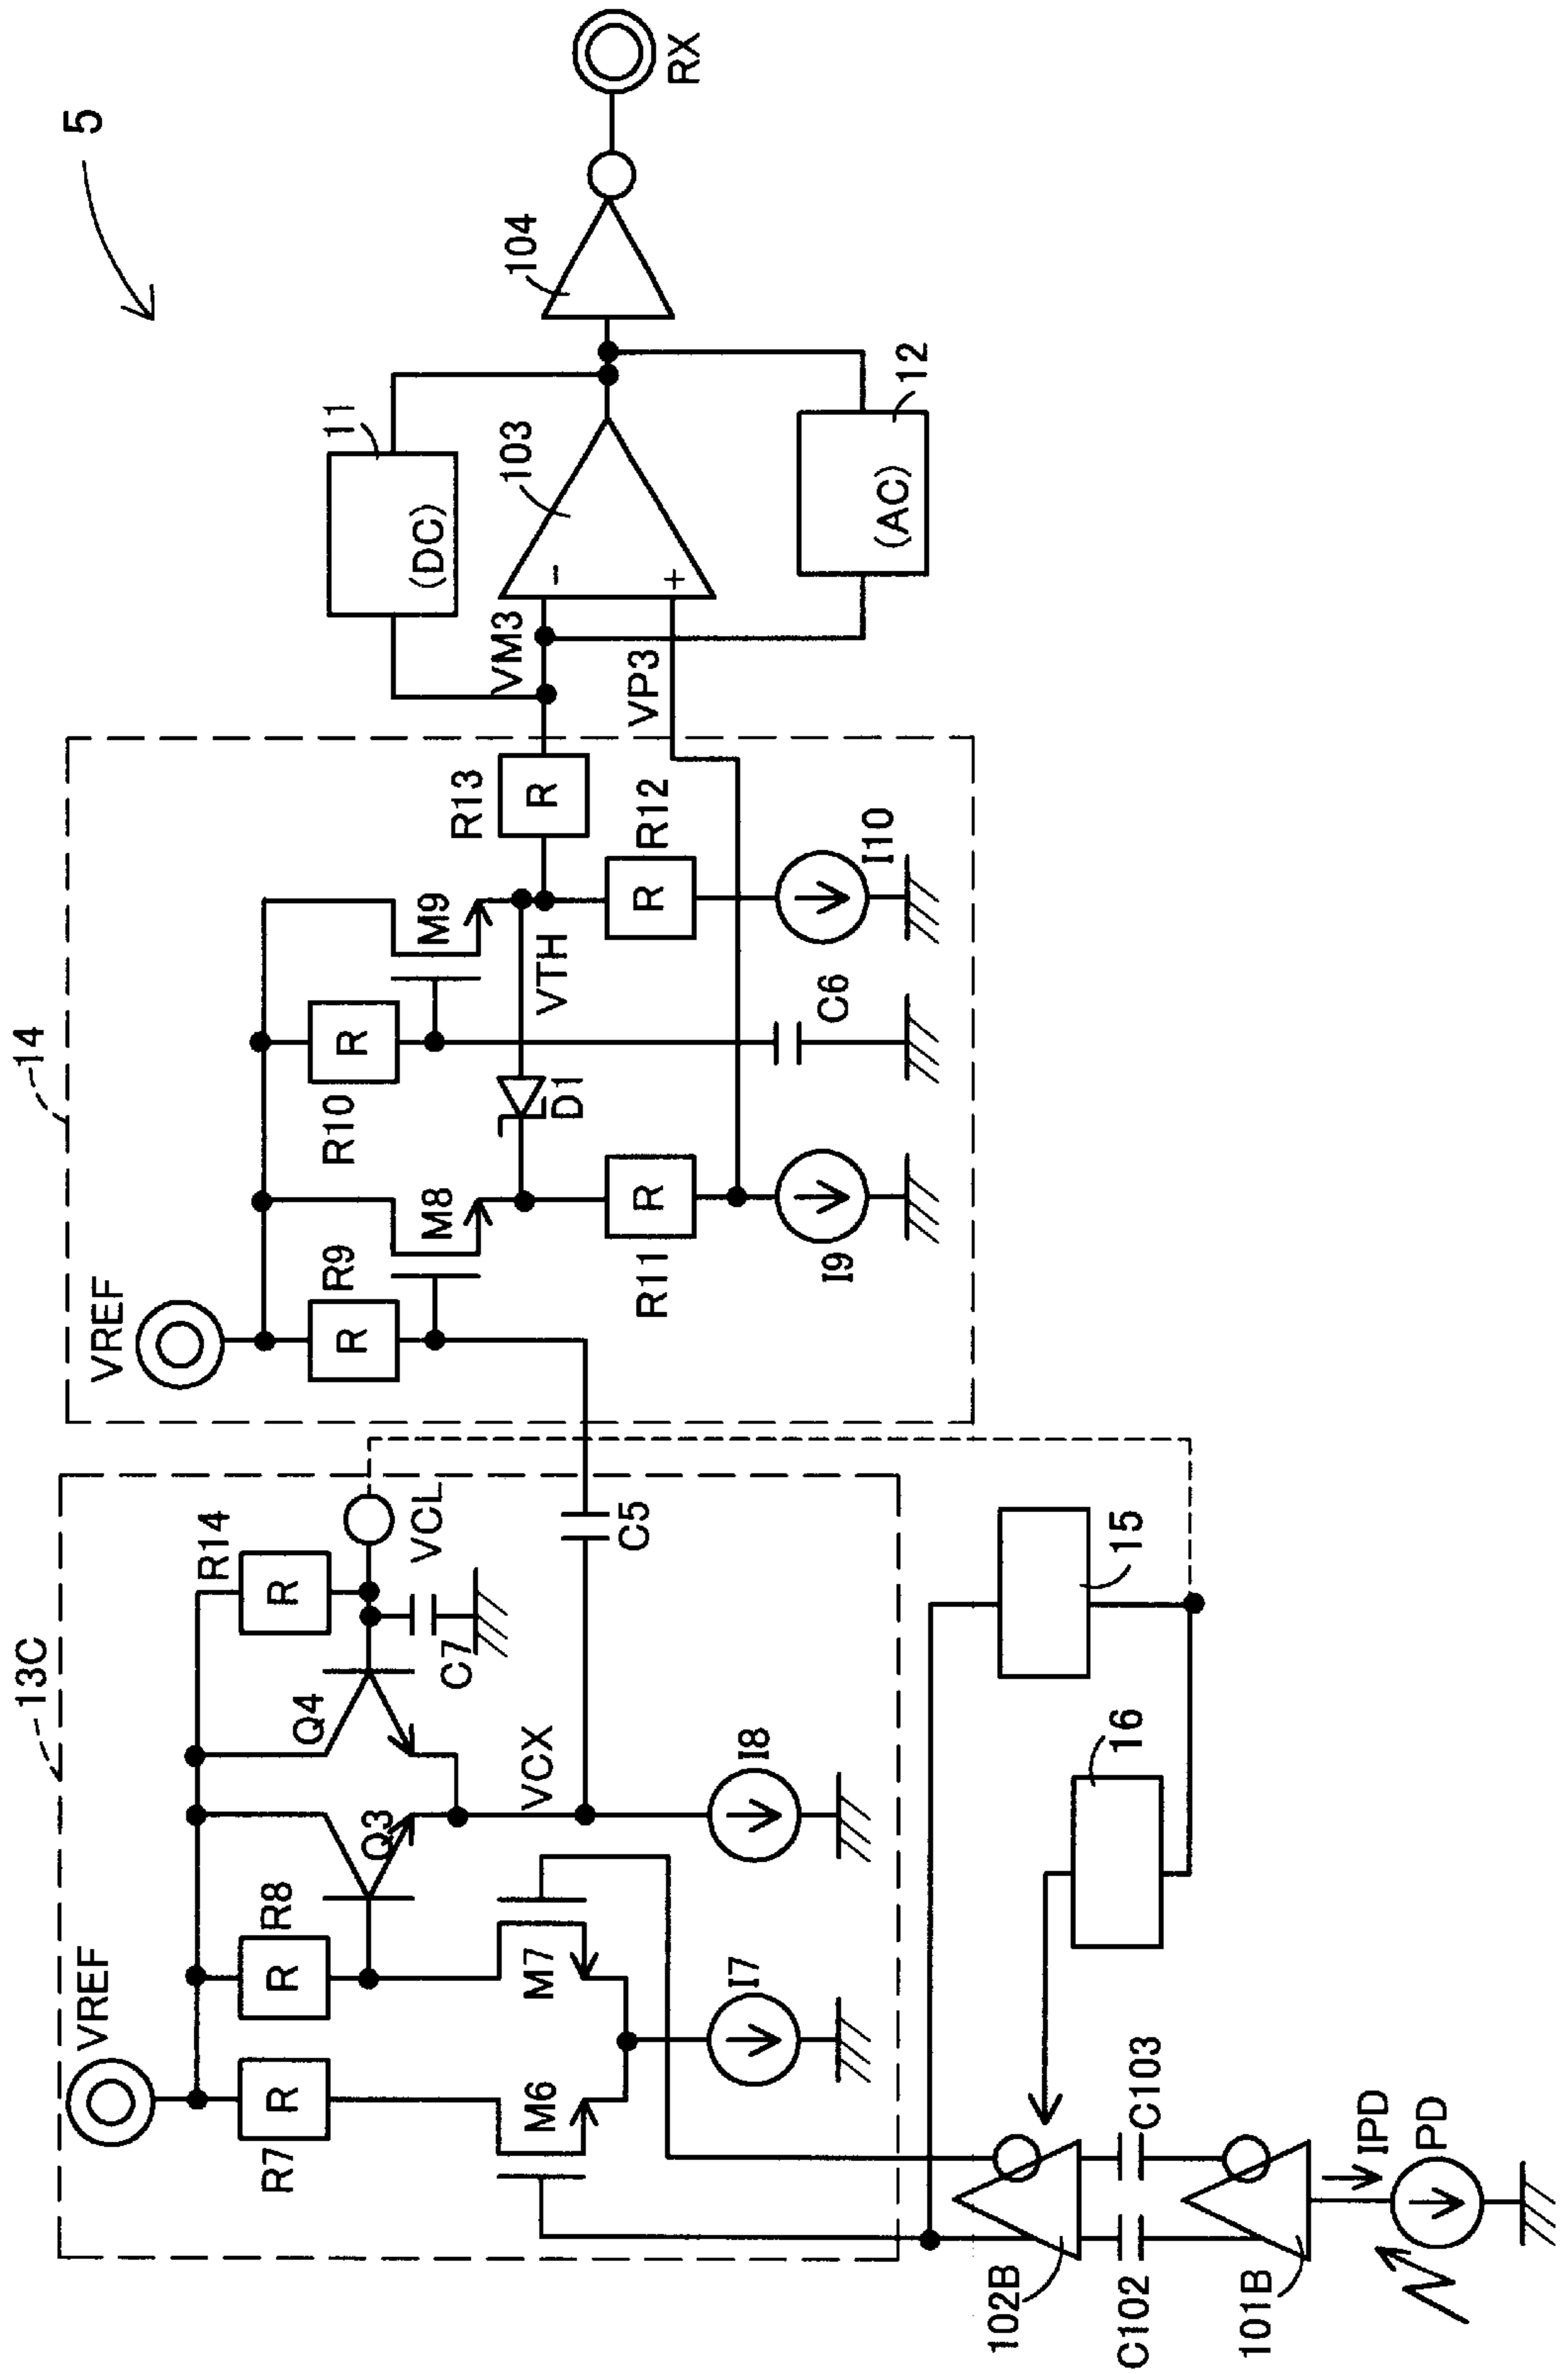 5
13C
VREF
R7
R
R8
R
Q3
Q4
R14
R
VCL
C7
M6
M7
VCX
I7
I8
C5
14
VREF
R9
R
R10
R
M8
M9
D1
VTH
R11
R
R12
R
R13
R
C6
I9
I10
VM3
VP3
11
(DC)
103
-
+
12
(AC)
104
RX
15
16
102B
C102
C103
101B
IPD
PD